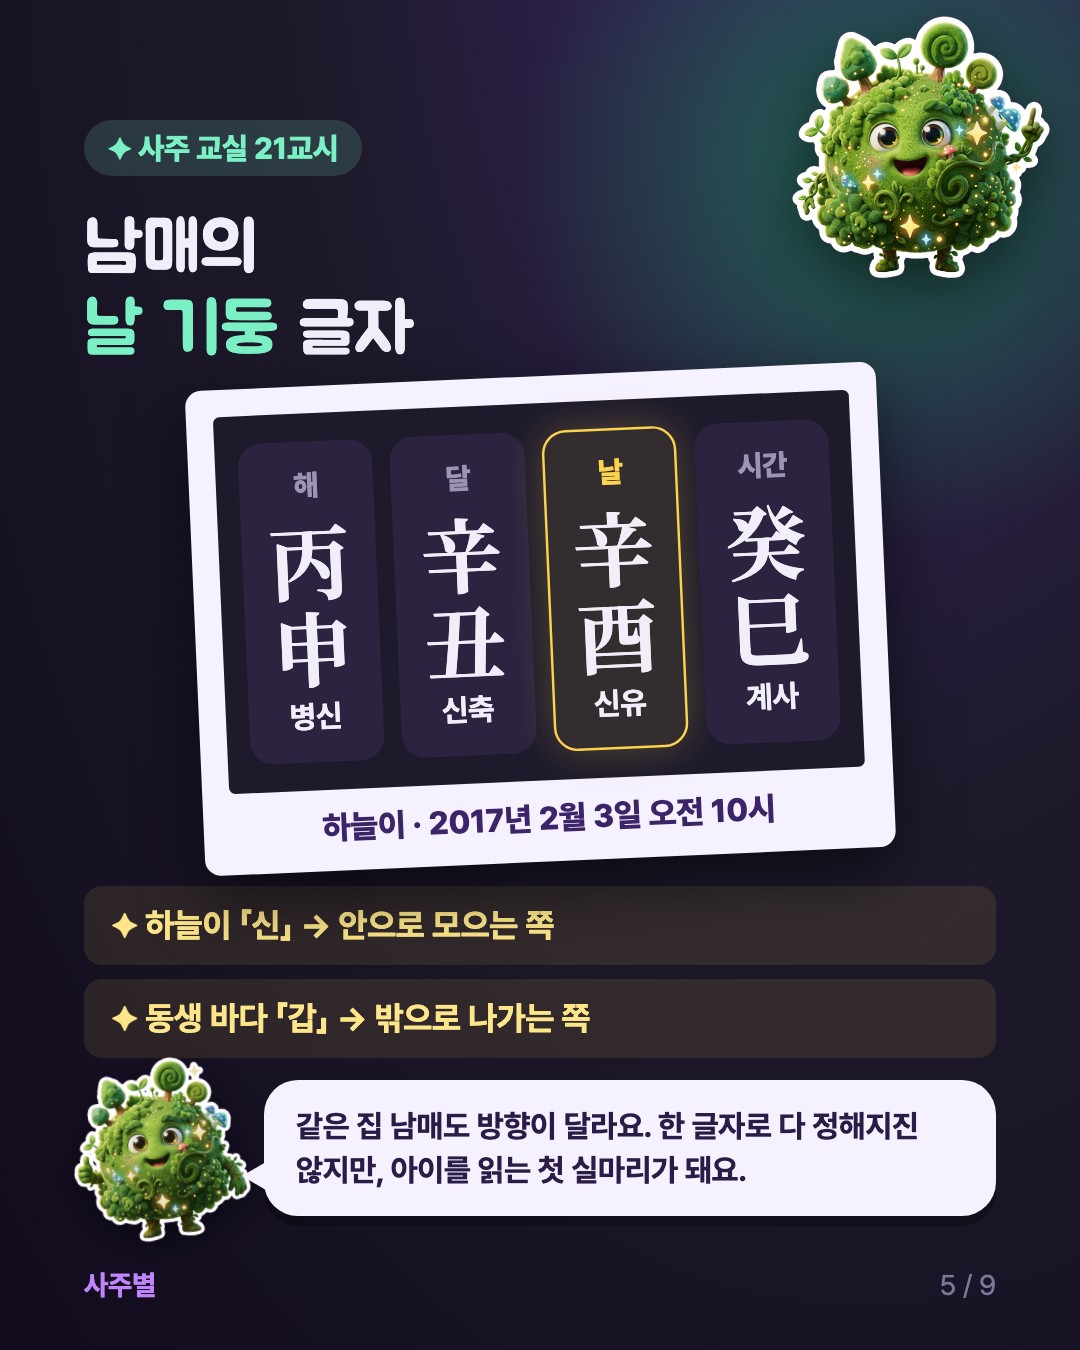 ✦ 사주 교실 21교시
남매의
날 기둥 글자
해 달 날 시간
丙 辛 辛 癸
申 丑 酉 巳
병신 신축 신유 계사
하늘이 · 2017년 2월 3일 오전 10시
✦ 하늘이 「신」 → 안으로 모으는 쪽
✦ 동생 바다 「갑」 → 밖으로 나가는 쪽
같은 집 남매도 방향이 달라요. 한 글자로 다 정해지진
않지만, 아이를 읽는 첫 실마리가 돼요.
사주별
5 / 9